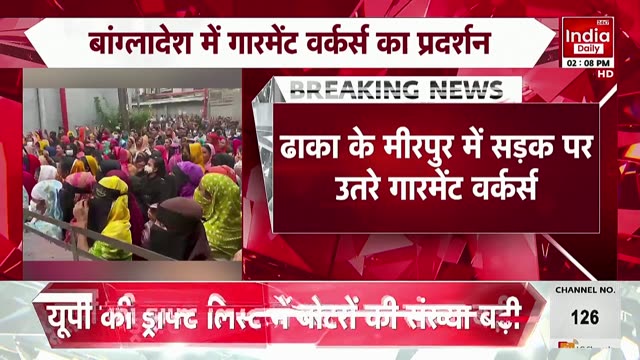 बांग्लादेश में गारमेंट वर्कर्स का प्रदर्शन
24x7
India
Daily
02:08 PM
HD
BREAKING NEWS
ढाका के मीरपुर में सड़क पर
उतरे गारमेंट वर्कर्स
यूपी की ड्राफ्ट लिस्ट में वोटरों की संख्या बढ़ी.
CHANNEL NO.
126